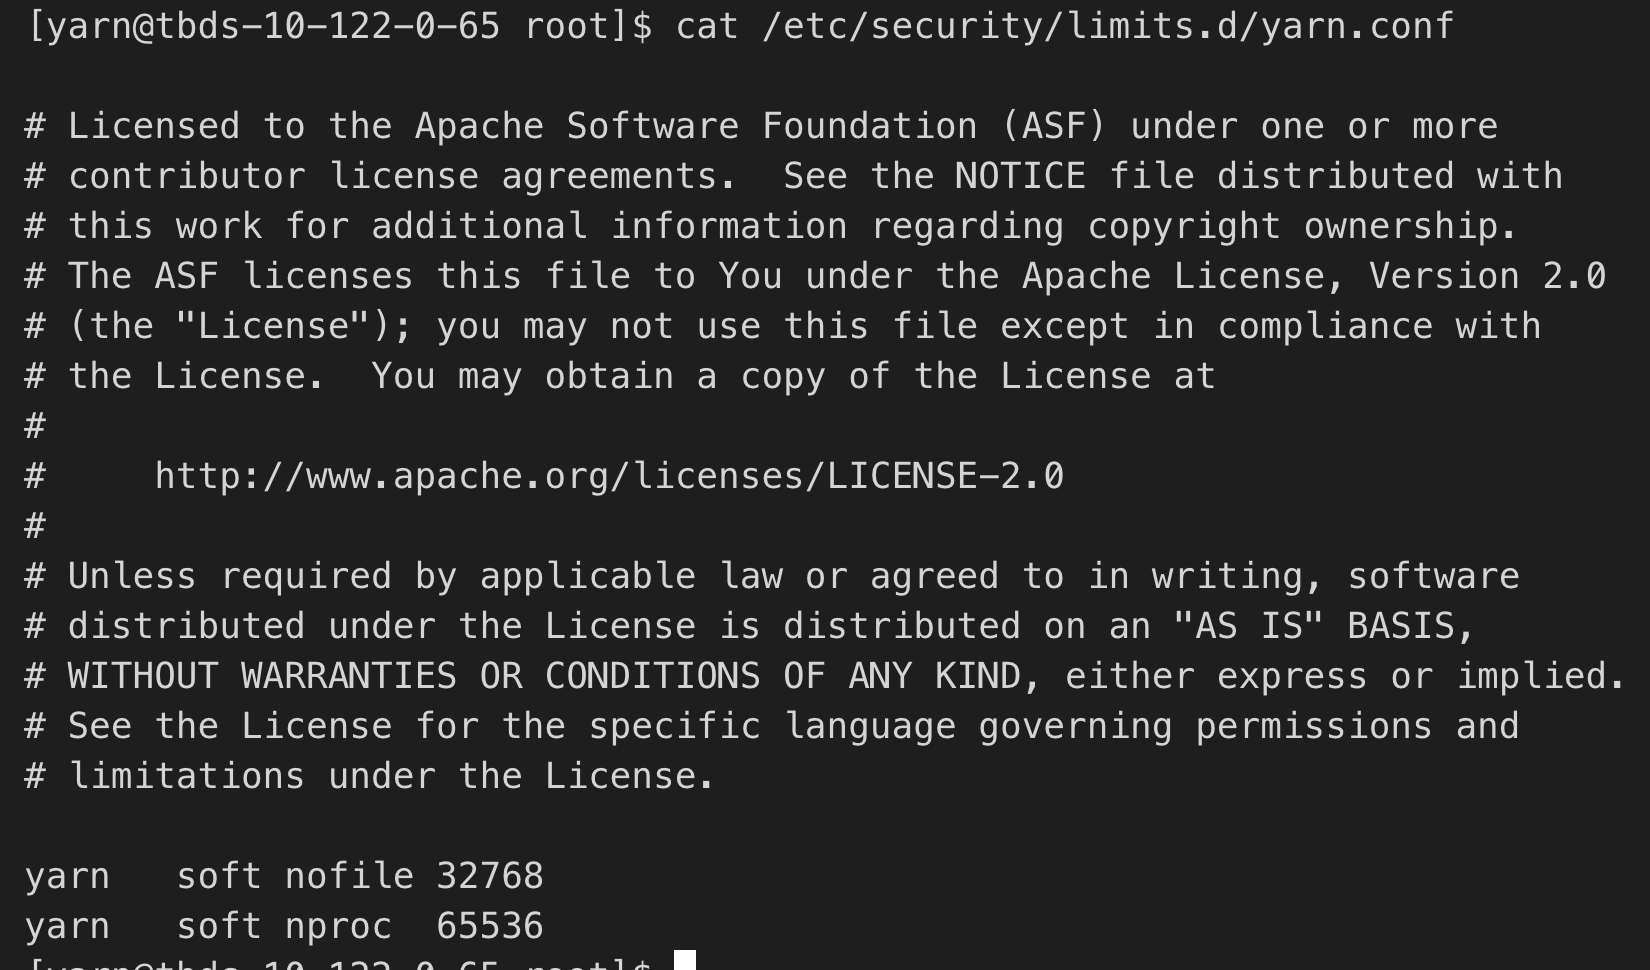 [yarn@tbds-10-122-0-65 root]$ cat /etc/security/limits.d/yarn.conf
# Licensed to the Apache Software Foundation (ASF) under one or more
# contributor license agreements.  See the NOTICE file distributed with
# this work for additional information regarding copyright ownership.
# The ASF licenses this file to You under the Apache License, Version 2.0
# (the "License"); you may not use this file except in compliance with
# the License.  You may obtain a copy of the License at
#
#     http://www.apache.org/licenses/LICENSE-2.0
#
# Unless required by applicable law or agreed to in writing, software
# distributed under the License is distributed on an "AS IS" BASIS,
# WITHOUT WARRANTIES OR CONDITIONS OF ANY KIND, either express or implied.
# See the License for the specific language governing permissions and
# limitations under the License.
yarn   soft nofile 32768
yarn   soft nproc  65536
[yarn@tbds-10-122-0-65 root]$